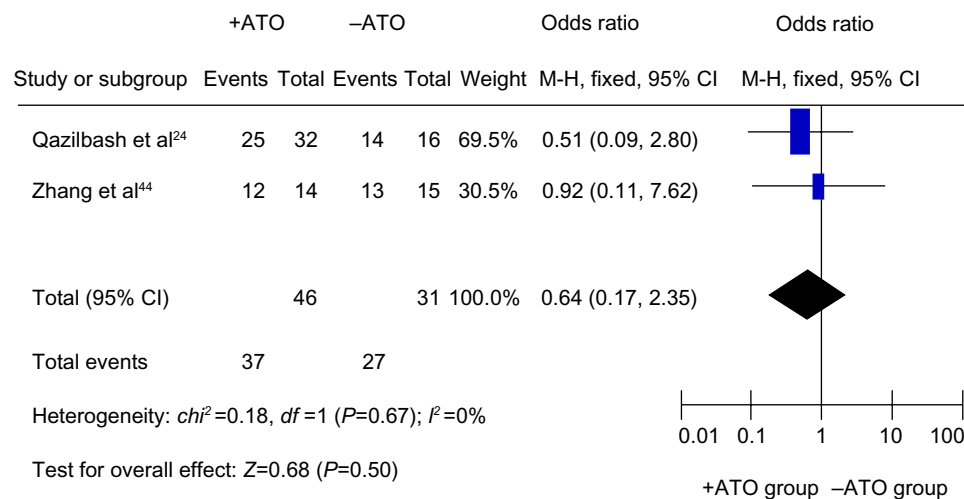 +ATO –ATO Odds ratio Odds ratio
Study or subgroup Events Total Events Total Weight M-H, fixed, 95% CI M-H, fixed, 95% CI
Qazilbash et al²⁴ 25 32 14 16 69.5% 0.51 (0.09, 2.80)
Zhang et al⁴⁴ 12 14 13 15 30.5% 0.92 (0.11, 7.62)
Total (95% CI) 46 31 100.0% 0.64 (0.17, 2.35)
Total events 37 27
Heterogeneity: chi²=0.18, df=1 (P=0.67); I²=0%
0.01 0.1 1 10 100
Test for overall effect: Z=0.68 (P=0.50)
+ATO group –ATO group